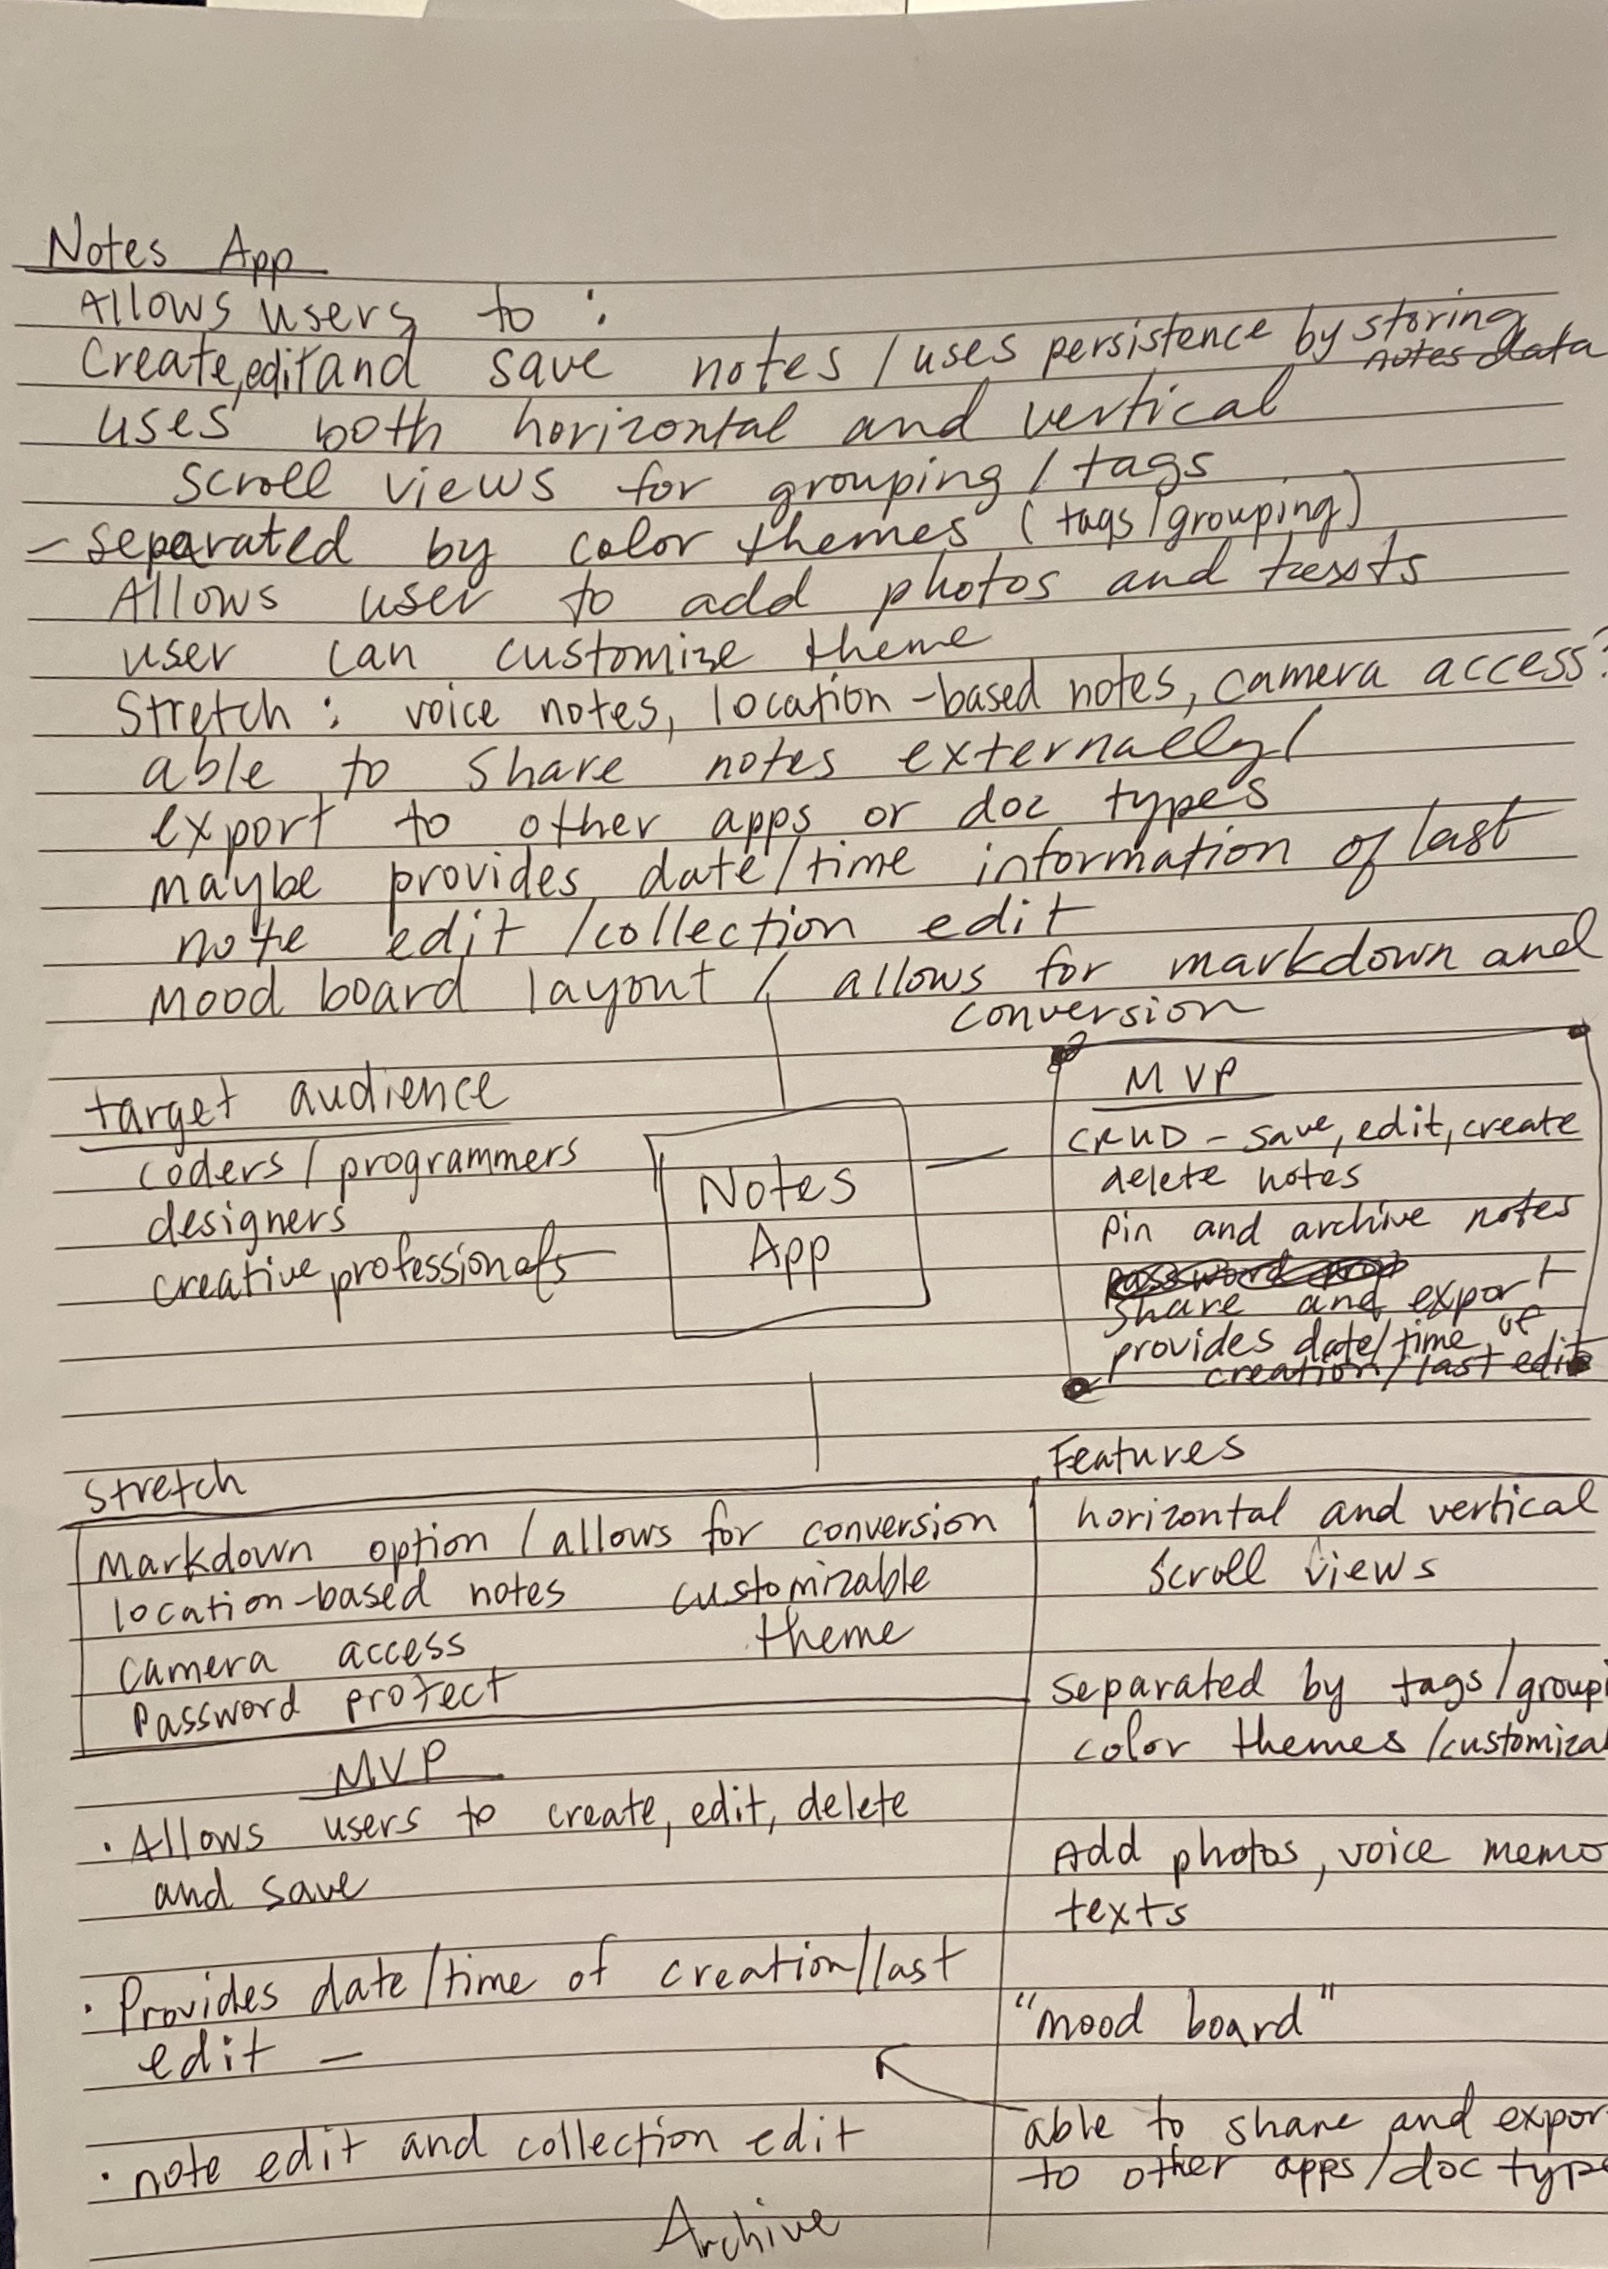 Notes App
Allows users to :
Create, edit and save notes / uses persistence by storing
notes data
uses both horizontal and vertical
scroll views for grouping / tags
- separated by color themes (tags / grouping)
Allows user to add photos and texts
user can customize theme
Stretch : voice notes, location-based notes, camera access?
able to share notes externally /
export to other apps or doc types
maybe provides date/time information of last
note edit /collection edit
Mood board layout / allows for markdown and
conversion
target audience
coders / programmers
designers
creative professionals
Notes
App
MVP
CRUD - save, edit, create
delete notes
Pin and archive notes
share and export
provides date/time of
creation/last edit
Stretch
Markdown option / allows for conversion
location-based notes customizable
theme
camera access
Password protect
Features
horizontal and vertical
scroll views
separated by tags/groupi
color themes /customizal
Add photos, voice memo
texts
"mood board"
able to share and expor
to other apps/doc type
MVP
· Allows users to create, edit, delete
and save
· Provides date/time of creation/last
edit -
· note edit and collection edit
Archive